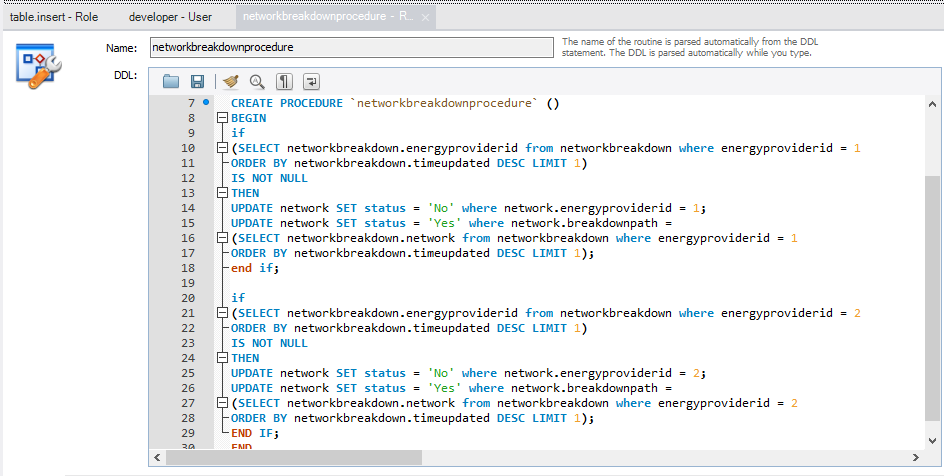 table.insert - Role developer - User networkbreakdownprocedure - R...
Name: networkbreakdownprocedure
The name of the routine is parsed automatically from the DDL
statement. The DDL is parsed automatically while you type.
DDL:
7 CREATE PROCEDURE `networkbreakdownprocedure` ()
8 BEGIN
9 if
10 (SELECT networkbreakdown.energyproviderid from networkbreakdown where energyproviderid = 1
11 ORDER BY networkbreakdown.timeupdated DESC LIMIT 1)
12 IS NOT NULL
13 THEN
14 UPDATE network SET status = 'No' where network.energyproviderid = 1;
15 UPDATE network SET status = 'Yes' where network.breakdownpath =
16 (SELECT networkbreakdown.network from networkbreakdown where energyproviderid = 1
17 ORDER BY networkbreakdown.timeupdated DESC LIMIT 1);
18 end if;
19
20 if
21 (SELECT networkbreakdown.energyproviderid from networkbreakdown where energyproviderid = 2
22 ORDER BY networkbreakdown.timeupdated DESC LIMIT 1)
23 IS NOT NULL
24 THEN
25 UPDATE network SET status = 'No' where network.energyproviderid = 2;
26 UPDATE network SET status = 'Yes' where network.breakdownpath =
27 (SELECT networkbreakdown.network from networkbreakdown where energyproviderid = 2
28 ORDER BY networkbreakdown.timeupdated DESC LIMIT 1);
29 END IF;
30 END